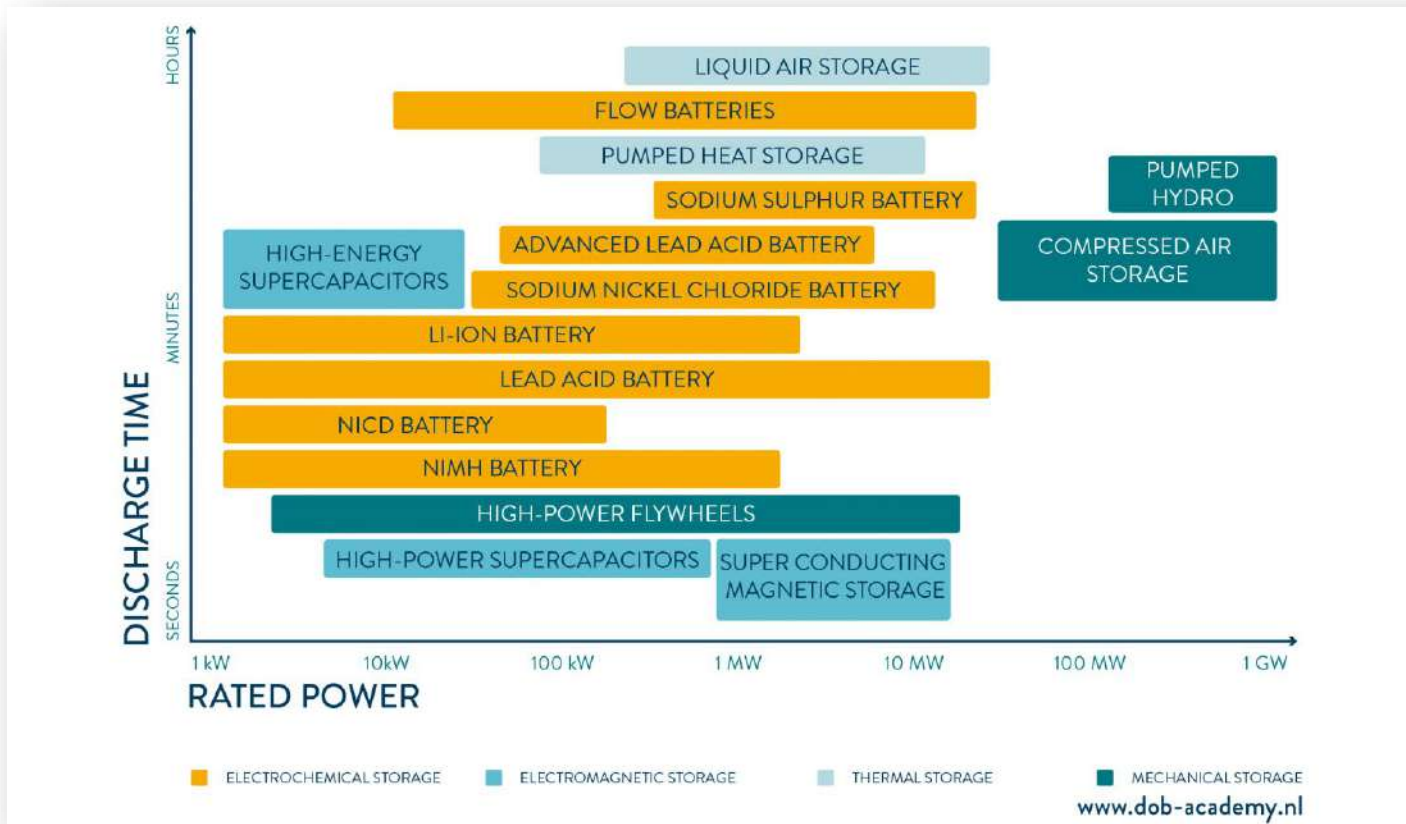 HOURS
LIQUID AIR STORAGE
FLOW BATTERIES
PUMPED HEAT STORAGE
PUMPED
HYDRO
SODIUM SULPHUR BATTERY
HIGH-ENERGY
SUPERCAPACITORS
ADVANCED LEAD ACID BATTERY
COMPRESSED AIR
STORAGE
SODIUM NICKEL CHLORIDE BATTERY
MINUTES
LI-ION BATTERY
LEAD ACID BATTERY
DISCHARGE TIME
NICD BATTERY
NIMH BATTERY
HIGH-POWER FLYWHEELS
HIGH-POWER SUPERCAPACITORS
SUPER CONDUCTING
MAGNETIC STORAGE
SECONDS
1 kW 10kW 100 kW 1 MW 10 MW 100 MW 1 GW
RATED POWER
ELECTROCHEMICAL STORAGE ELECTROMAGNETIC STORAGE THERMAL STORAGE MECHANICAL STORAGE
www.dob-academy.nl